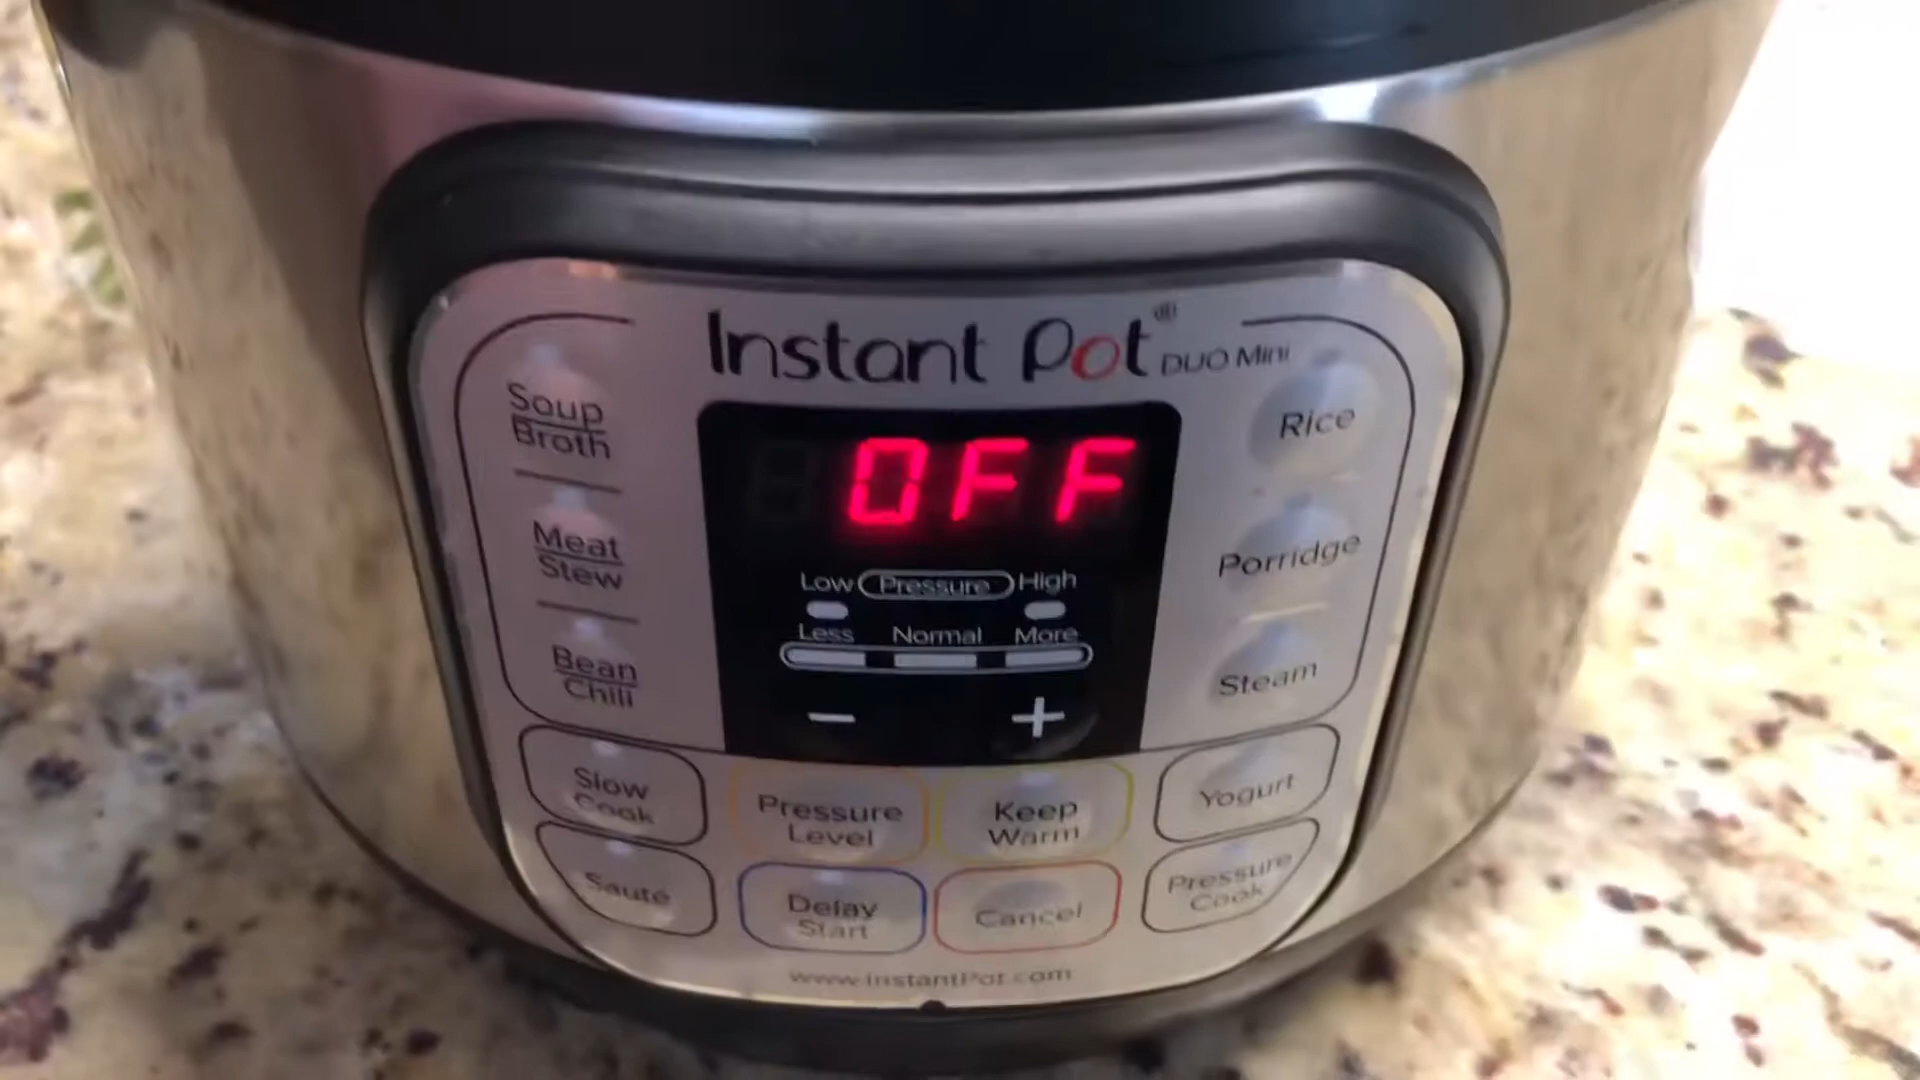 Instant Pot® DUO Mini
OFF
Soup
Broth
Meat
Stew
Bean
Chili
Rice
Porridge
Steam
Low Pressure High
Less Normal More
− +
Slow
Cook
Pressure
Level
Keep
Warm
Yogurt
Sauté
Delay
Start
Cancel
Pressure
Cook
www.InstantPot.com